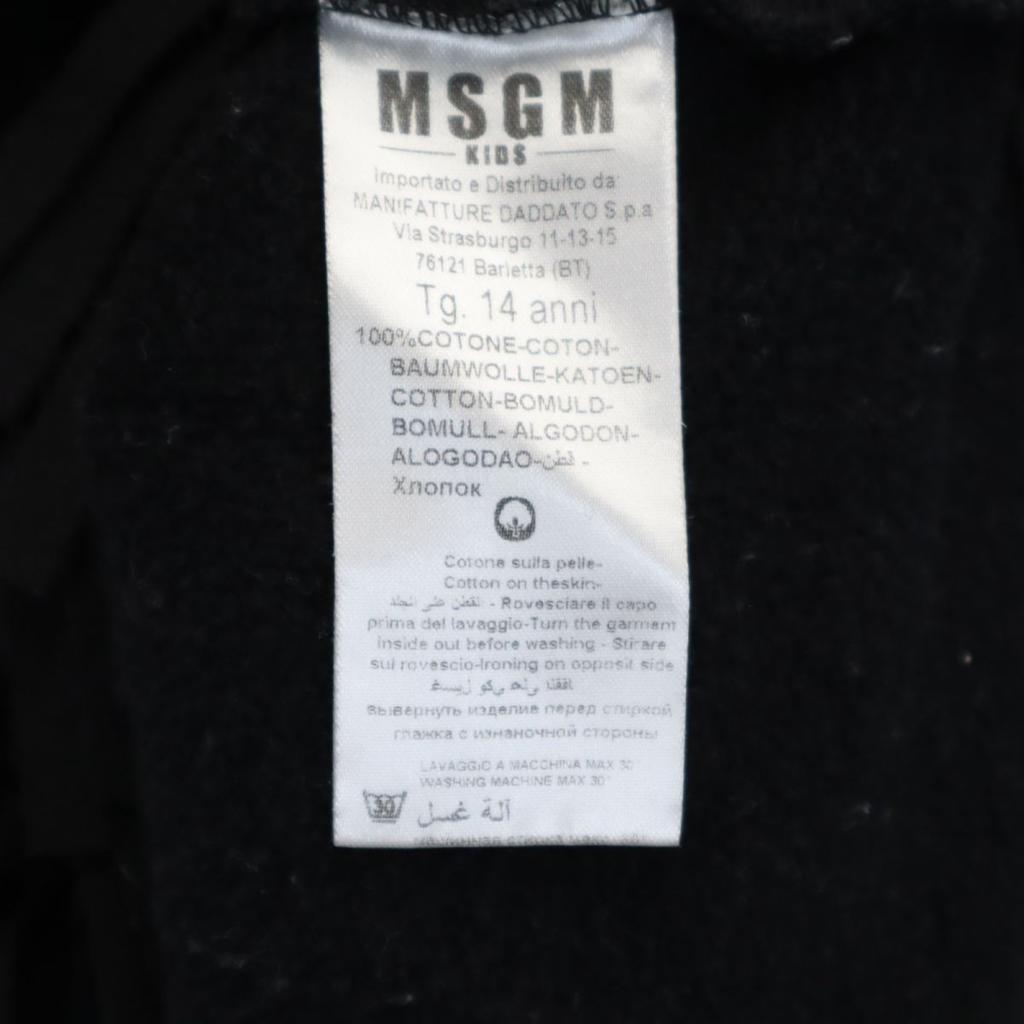 MSGM
KIDS
Importato e Distribuito da:
MANIFATTURE DADDATO S.p.a
Via Strasburgo 11-13-15
76121 Barletta (BT)
Tg. 14 anni
100%COTONE-COTON-
BAUMWOLLE-KATOEN-
COTTON-BOMULD-
BOMULL- ALGODON-
ALOGODAO-قطن -
Хлопок
Cotone sulla pelle-
Cotton on theskin-
القطن على الجلد - Rovesciare il capo
prima del lavaggio-Turn the garment
inside out before washing - Stirare
sul rovescio-Ironing on opposit side
вывернуть изделие перед стиркой
глажка с изнаночной стороны
LAVAGGIO A MACCHINA MAX 30°
WASHING MACHINE MAX 30°
30 آلة غسل